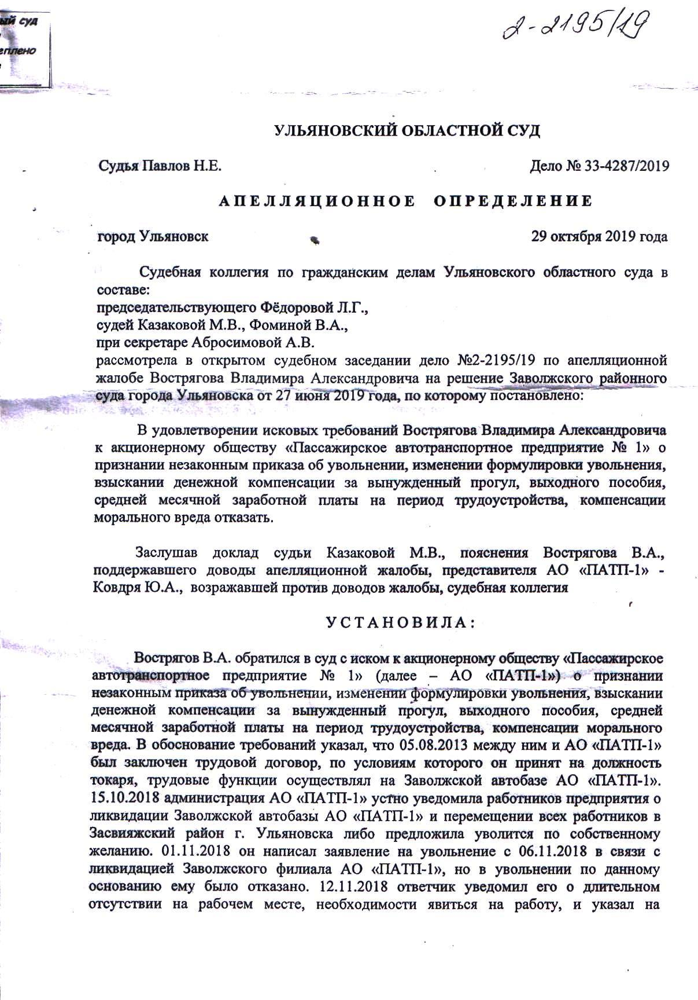 ый суд
еплено
2-2195/19
УЛЬЯНОВСКИЙ ОБЛАСТНОЙ СУД
Судья Павлов Н.Е. Дело № 33-4287/2019
А П Е Л Л Я Ц И О Н Н О Е О П Р Е Д Е Л Е Н И Е
город Ульяновск 29 октября 2019 года
Судебная коллегия по гражданским делам Ульяновского областного суда в
составе:
председательствующего Фёдоровой Л.Г.,
судей Казаковой М.В., Фоминой В.А.,
при секретаре Абросимовой А.В.
рассмотрела в открытом судебном заседании дело №2-2195/19 по апелляционной
жалобе Вострягова Владимира Александровича на решение Заволжского районного
суда города Ульяновска от 27 июня 2019 года, по которому постановлено:
В удовлетворении исковых требований Вострягова Владимира Александровича
к акционерному обществу «Пассажирское автотранспортное предприятие № 1» о
признании незаконным приказа об увольнении, изменении формулировки увольнения,
взыскании денежной компенсации за вынужденный прогул, выходного пособия,
средней месячной заработной платы на период трудоустройства, компенсации
морального вреда отказать.
Заслушав доклад судьи Казаковой М.В., пояснения Вострягова В.А.,
поддержавшего доводы апелляционной жалобы, представителя АО «ПАТП-1» -
Ковдря Ю.А., возражавшей против доводов жалобы, судебная коллегия
У С Т А Н О В И Л А :
Вострягов В.А. обратился в суд с иском к акционерному обществу «Пассажирское
автотранспортное предприятие № 1» (далее – АО «ПАТП-1») о признании
незаконным приказа об увольнении, изменении формулировки увольнения, взыскании
денежной компенсации за вынужденный прогул, выходного пособия, средней
месячной заработной платы на период трудоустройства, компенсации морального
вреда. В обоснование требований указал, что 05.08.2013 между ним и АО «ПАТП-1»
был заключен трудовой договор, по условиям которого он принят на должность
токаря, трудовые функции осуществлял на Заволжской автобазе АО «ПАТП-1».
15.10.2018 администрация АО «ПАТП-1» устно уведомила работников предприятия о
ликвидации Заволжской автобазы АО «ПАТП-1» и перемещении всех работников в
Засвияжский район г. Ульяновска либо предложила уволится по собственному
желанию. 01.11.2018 он написал заявление на увольнение с 06.11.2018 в связи с
ликвидацией Заволжского филиала АО «ПАТП-1», но в увольнении по данному
основанию ему было отказано. 12.11.2018 ответчик уведомил его о длительном
отсутствии на рабочем месте, необходимости явиться на работу, и указал на